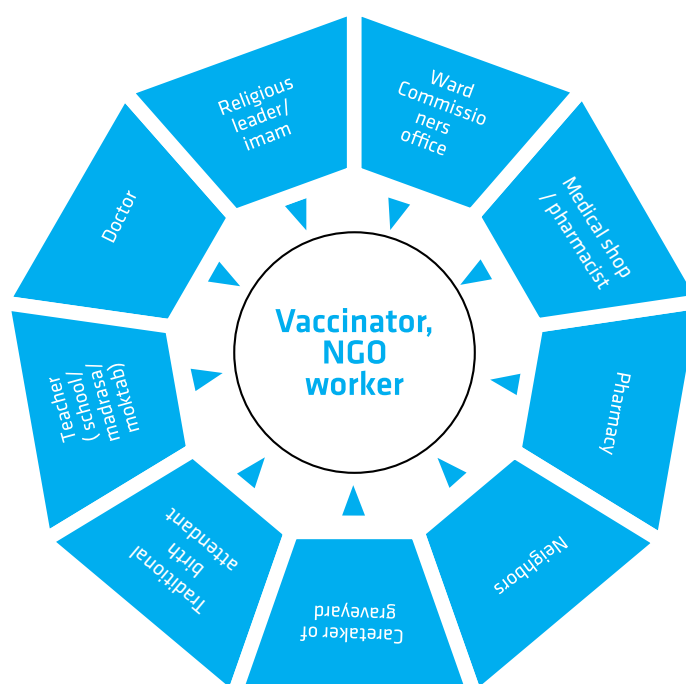 Religious
leader/
imam
Ward
Commissio
ners
office
Medical shop
/ pharmacist
Pharmacy
Neighbors
Caretaker of
graveyard
Traditional
birth
attendant
Teacher
(school/
madrasa/
moktab)
Doctor
Vaccinator,
NGO
worker